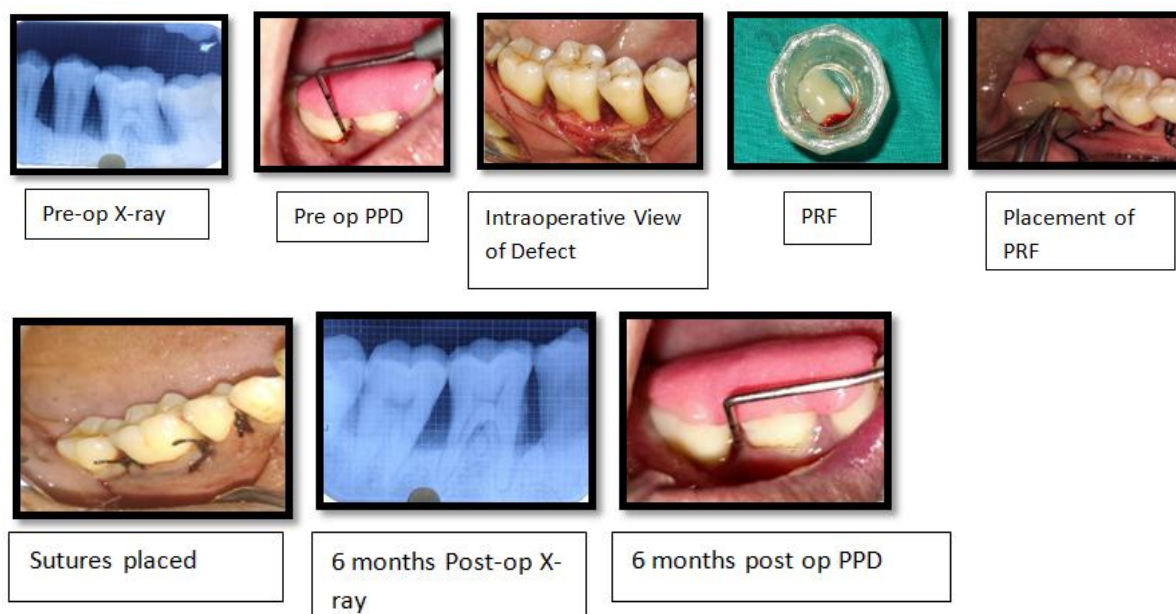 Pre-op X-ray
Pre op PPD
Intraoperative View
of Defect
PRF
Placement of
PRF
Sutures placed
6 months Post-op X-
ray
6 months post op PPD